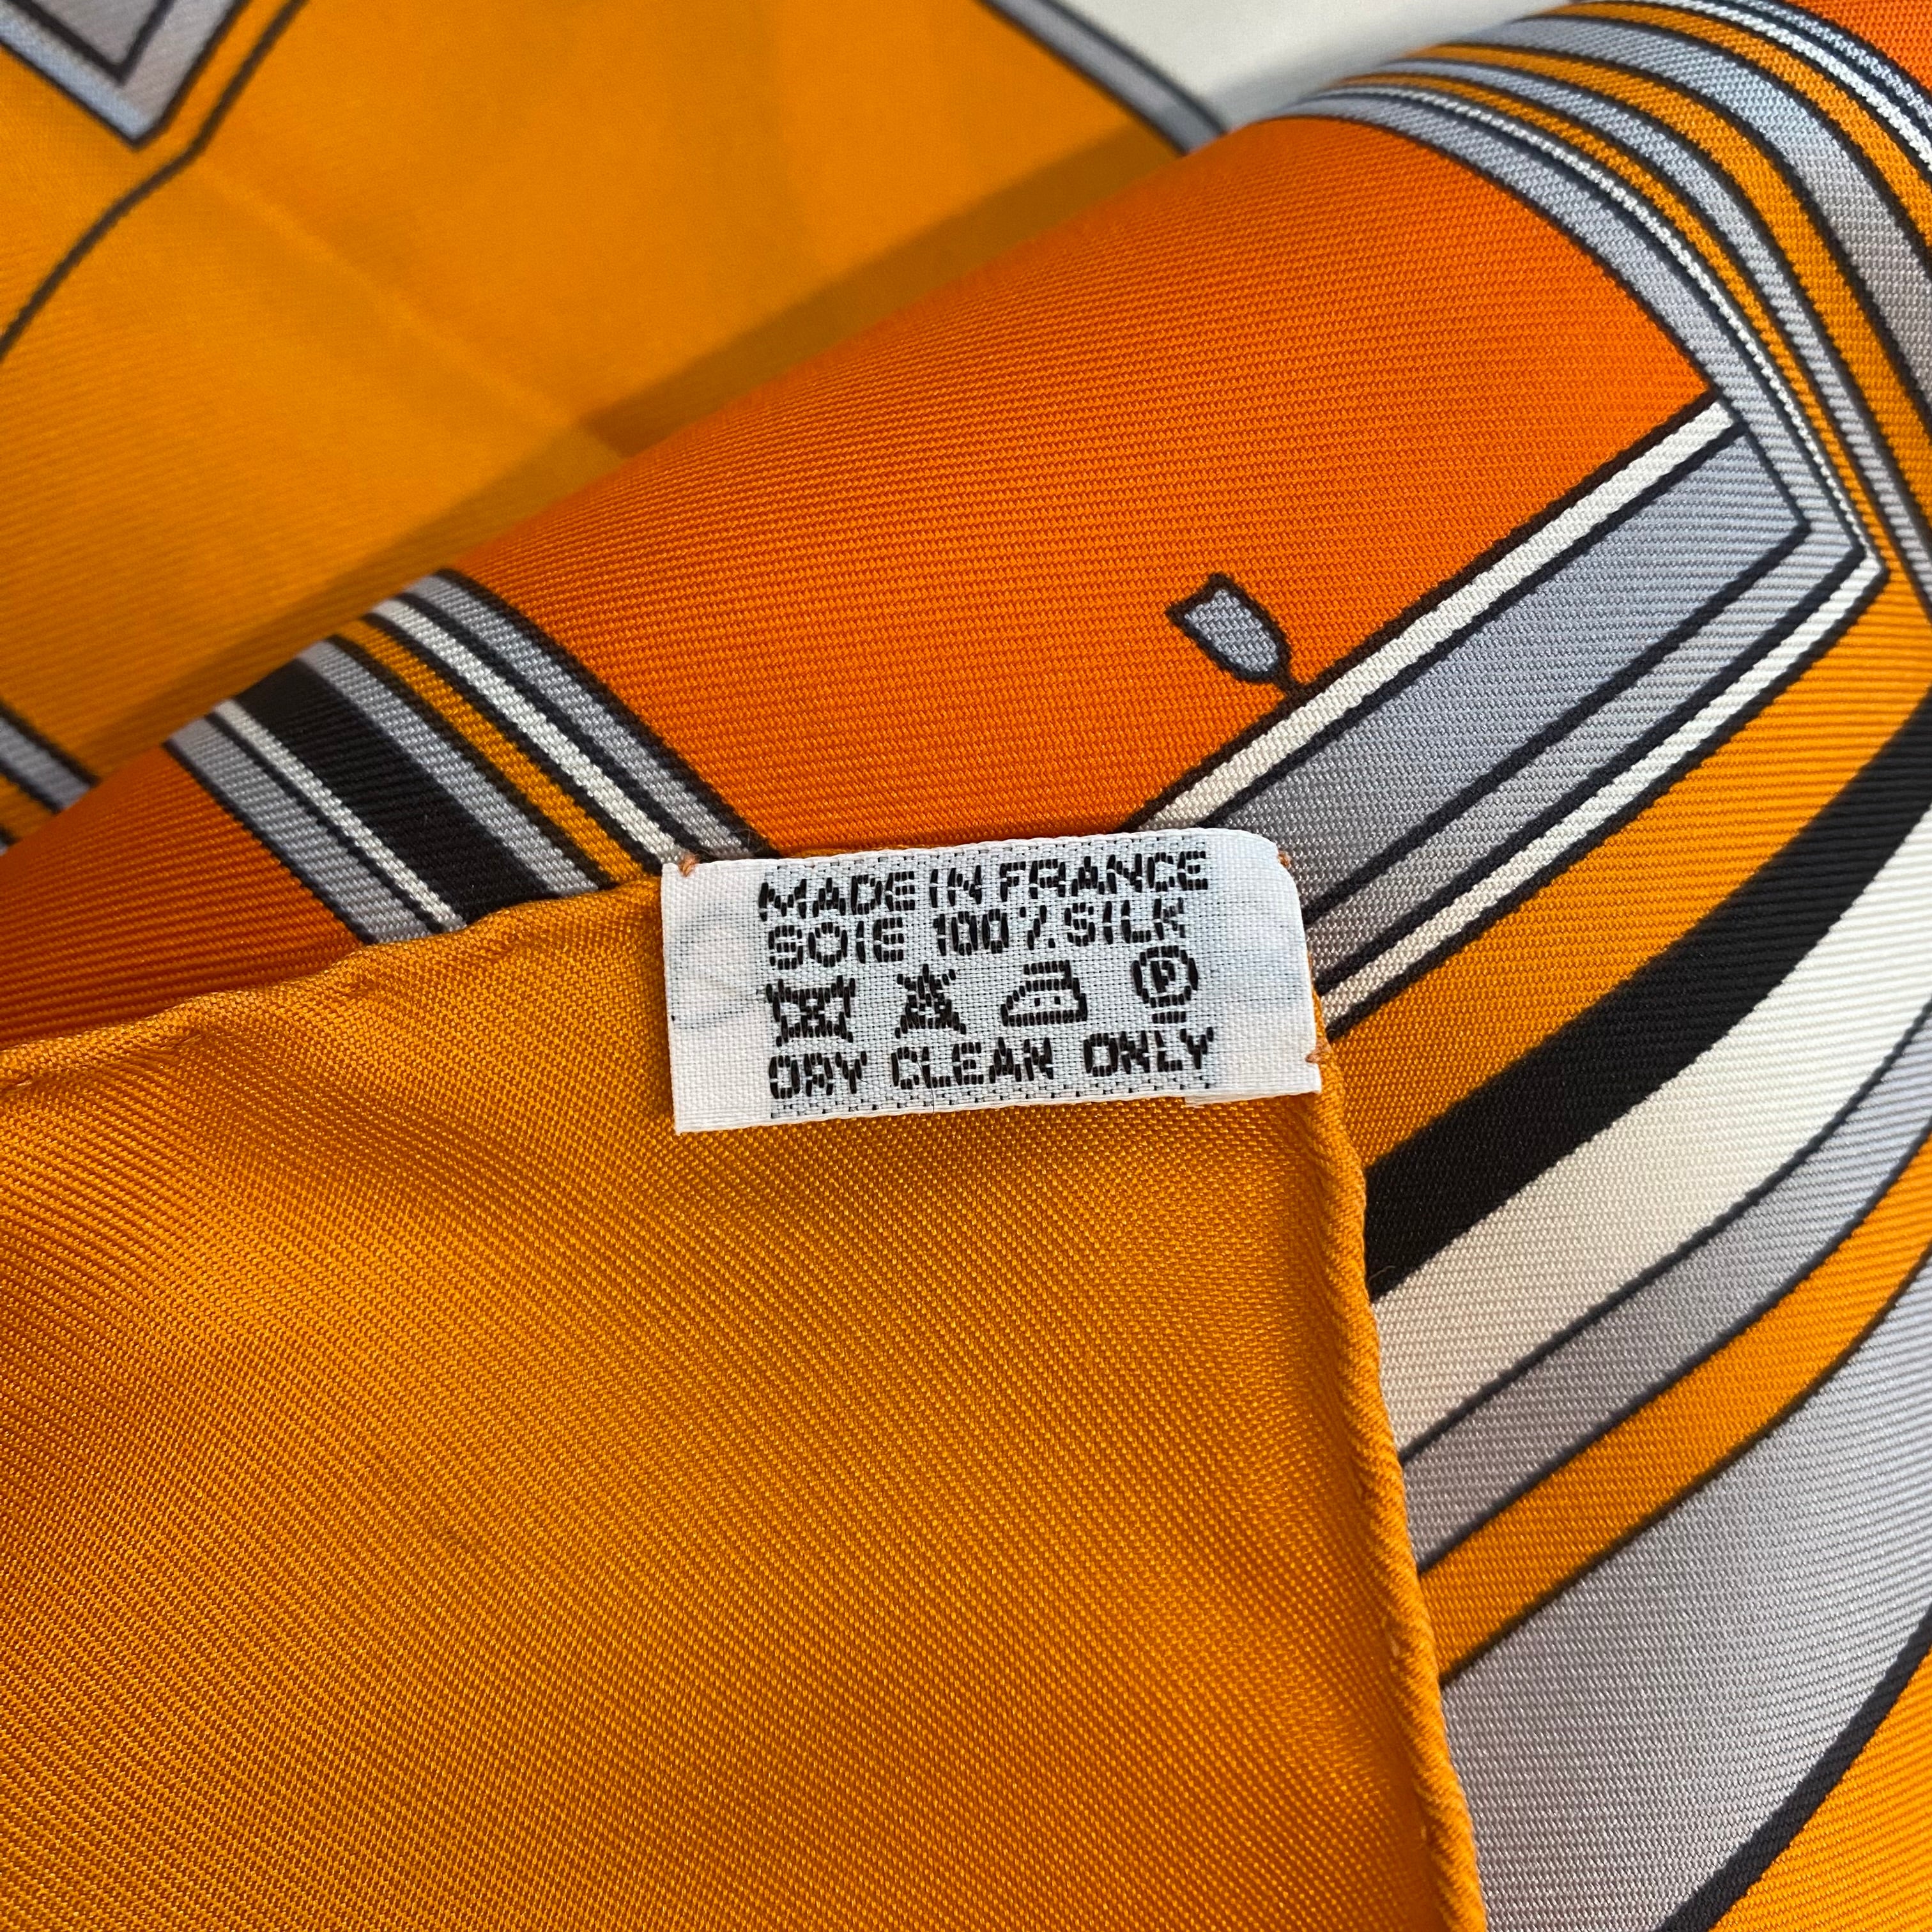 MADE IN FRANCE
SOIE 100% SILK
P
DRY CLEAN ONLY